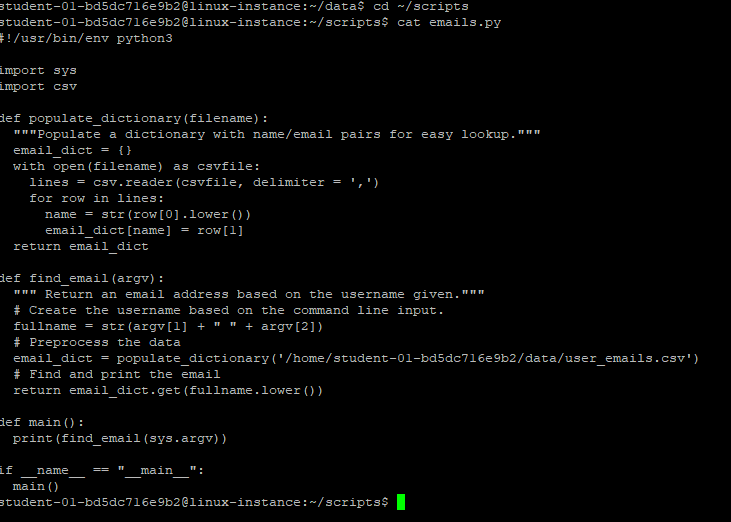 student-01-bd5dc716e9b2@linux-instance:~/data$ cd ~/scripts
student-01-bd5dc716e9b2@linux-instance:~/scripts$ cat emails.py
#!/usr/bin/env python3
import sys
import csv
def populate_dictionary(filename):
"""Populate a dictionary with name/email pairs for easy lookup."""
email_dict = {}
with open(filename) as csvfile:
lines = csv.reader(csvfile, delimiter = ',')
for row in lines:
name = str(row[0].lower())
email_dict[name] = row[1]
return email_dict
def find_email(argv):
""" Return an email address based on the username given."""
# Create the username based on the command line input.
fullname = str(argv[1] + " " + argv[2])
# Preprocess the data
email_dict = populate_dictionary('/home/student-01-bd5dc716e9b2/data/user_emails.csv')
# Find and print the email
return email_dict.get(fullname.lower())
def main():
print(find_email(sys.argv))
if __name__ == "__main__":
main()
student-01-bd5dc716e9b2@linux-instance:~/scripts$